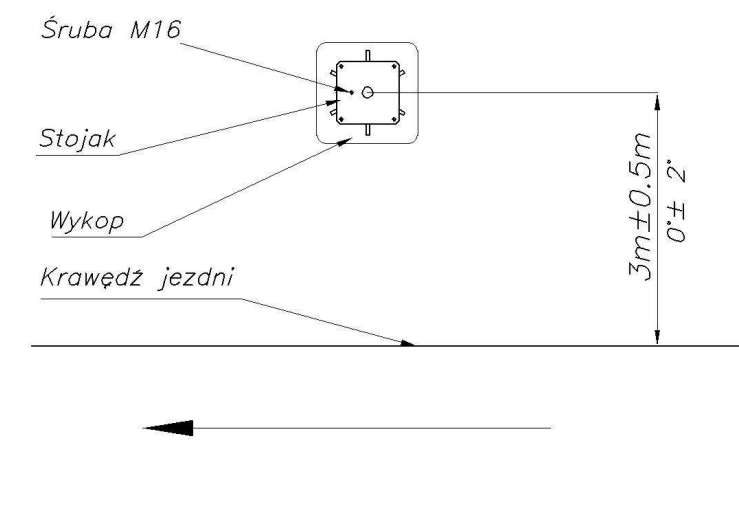 Śruba M16
Stojak
Wykop
Krawędź jezdni
3m±0.5m
0°± 2°